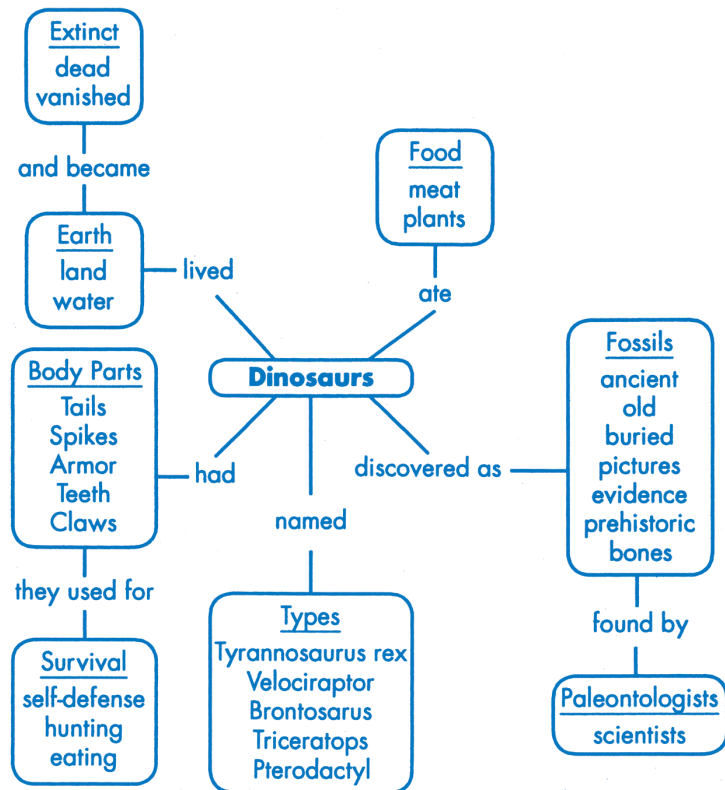 Extinct
dead
vanished
and became
Earth
land
water
lived
Food
meat
plants
ate
Dinosaurs
Body Parts
Tails
Spikes
Armor
Teeth
Claws
had
they used for
Survival
self-defense
hunting
eating
named
Types
Tyrannosaurus rex
Velociraptor
Brontosarus
Triceratops
Pterodactyl
discovered as
Fossils
ancient
old
buried
pictures
evidence
prehistoric
bones
found by
Paleontologists
scientists